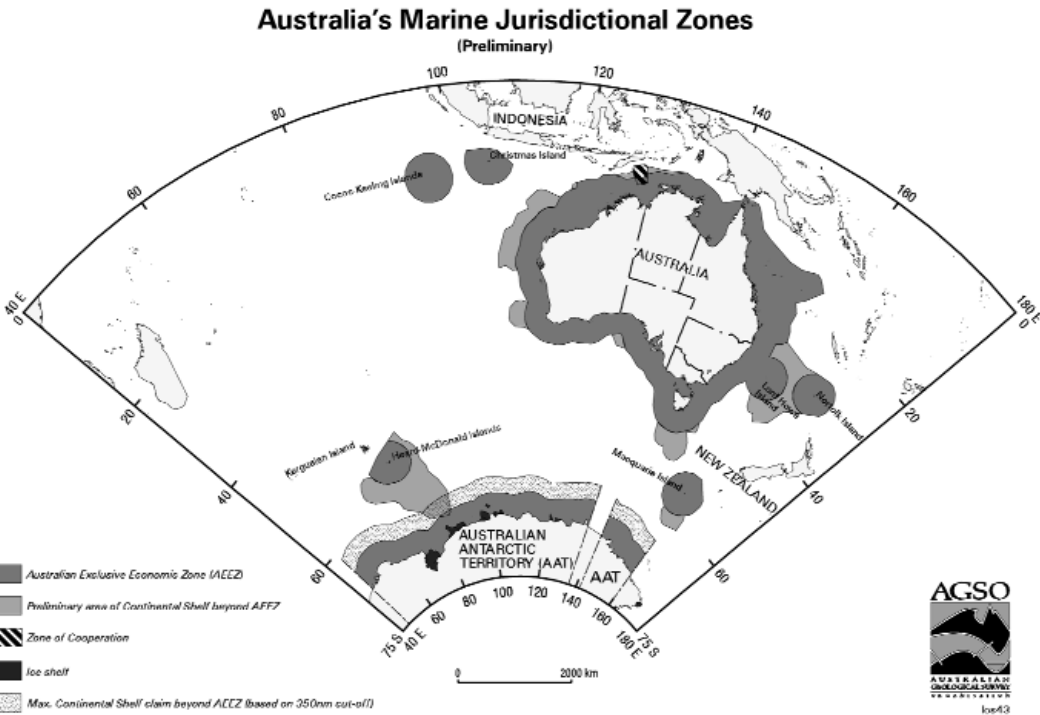 Australia's Marine Jurisdictional Zones
(Preliminary)
100
120
80
140
60
160
INDONESIA
Christmas Island
Cocos Keeling Islands
AUSTRALIA
40 E
0
180 E
0
20
20
Lord Howe
Island
Norfolk Island
Kerguelan Island
Heard-McDonald Islands
Macquarie Island
NEW ZEALAND
40
40
60
60
AUSTRALIAN
ANTARCTIC
TERRITORY (AAT)
AAT
75 S
40 E
60
80
100
120
140
160
180 E
75 S
0
2000 km
Australian Exclusive Economic Zone (AEEZ)
Preliminary area of Continental Shelf beyond AEEZ
Zone of Cooperation
Ice shelf
Max. Continental Shelf claim beyond AEEZ (based on 350nm cut-off)
AGSO
AUSTRALIAN
GEOLOGICAL SURVEY
ORGANISATION
los43